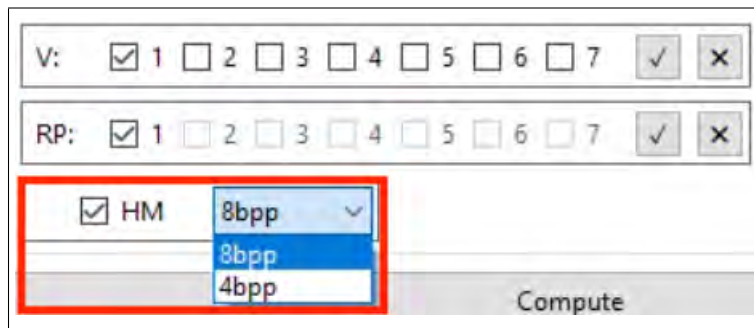 V: 1 2 3 4 5 6 7 ✓ ✕
RP: 1 2 3 4 5 6 7 ✓ ✕
HM 8bpp
8bpp
4bpp
Compute